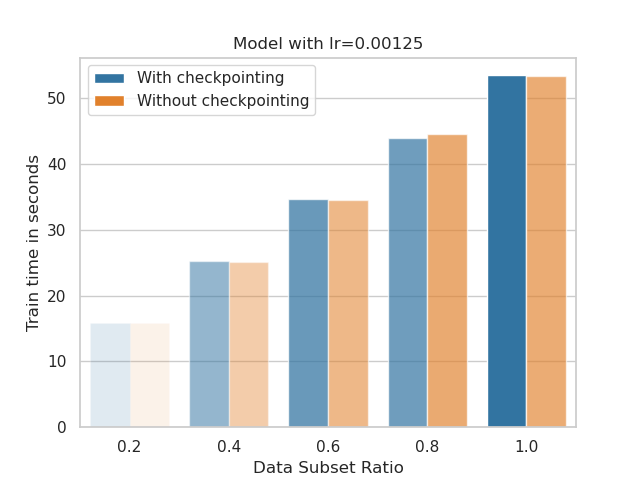 Model with lr=0.00125
With checkpointing
Without checkpointing
Train time in seconds
50
40
30
20
10
0
0.2 0.4 0.6 0.8 1.0
Data Subset Ratio